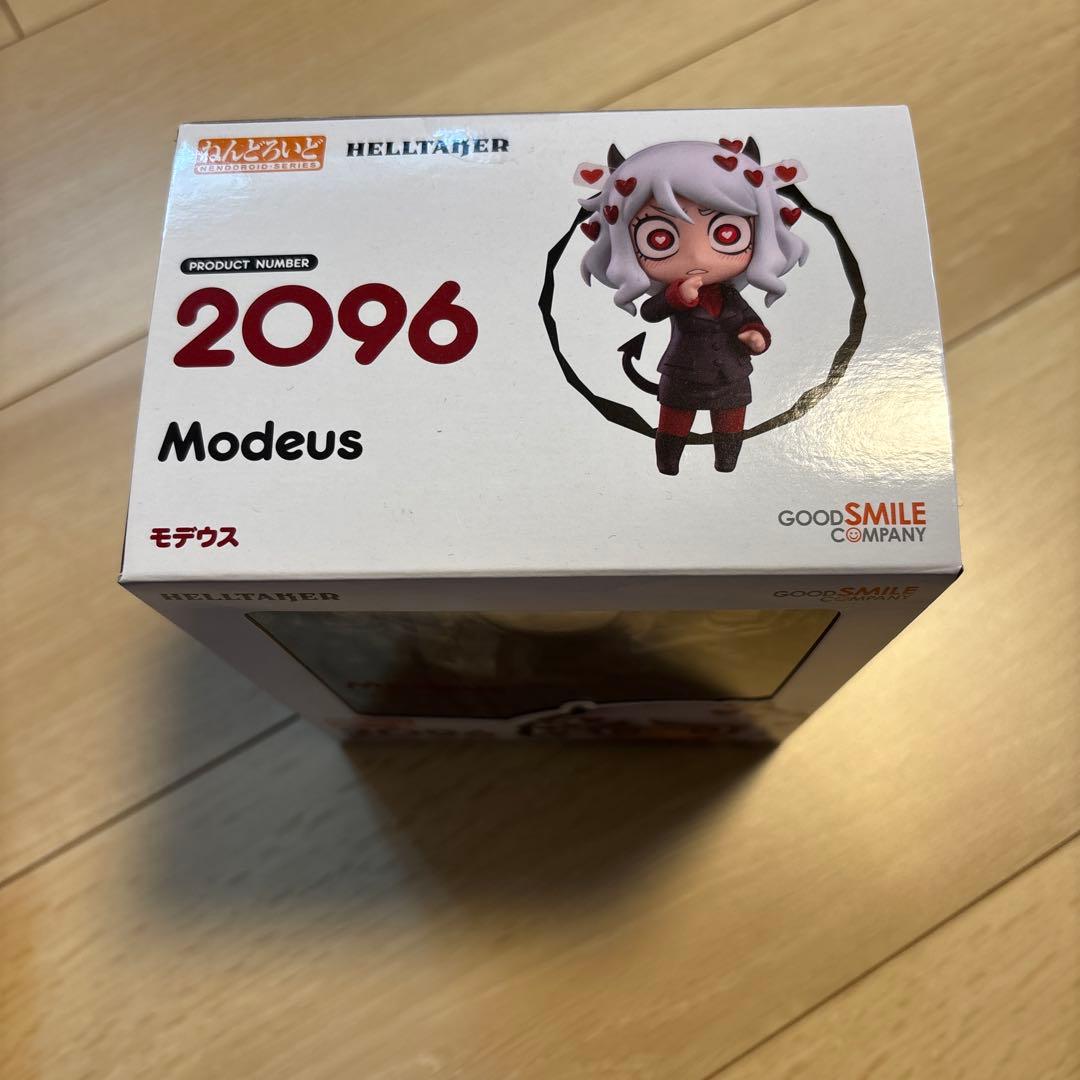 ねんどろいど
NENDOROID·SERIES
HELLTAKER
PRODUCT NUMBER
2096
Modeus
モデウス
GOOD SMILE
COMPANY
HELLTAKER
GOOD SMILE
COMPANY